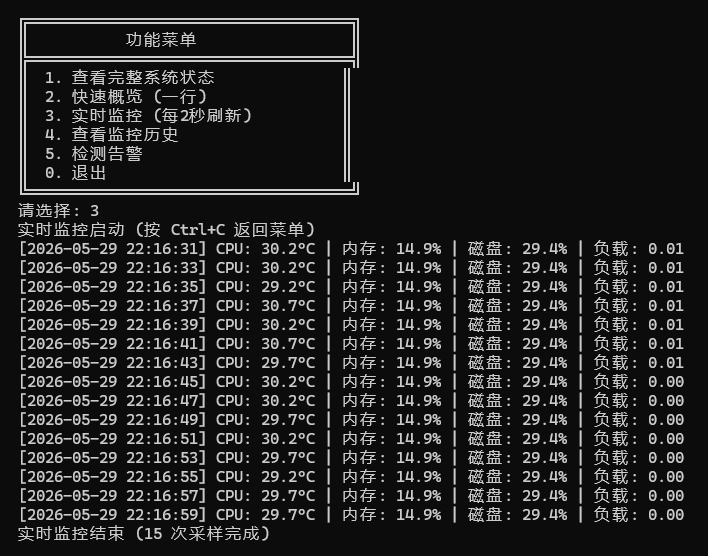 功能菜单
1. 查看完整系统状态
2. 快速概览 (一行)
3. 实时监控 (每2秒刷新)
4. 查看监控历史
5. 检测告警
0. 退出
请选择: 3
实时监控启动 (按 Ctrl+C 返回菜单)
[2026-05-29 22:16:31] CPU: 30.2°C | 内存: 14.9% | 磁盘: 29.4% | 负载: 0.01
[2026-05-29 22:16:33] CPU: 30.2°C | 内存: 14.9% | 磁盘: 29.4% | 负载: 0.01
[2026-05-29 22:16:35] CPU: 29.2°C | 内存: 14.9% | 磁盘: 29.4% | 负载: 0.01
[2026-05-29 22:16:37] CPU: 30.7°C | 内存: 14.9% | 磁盘: 29.4% | 负载: 0.01
[2026-05-29 22:16:39] CPU: 30.2°C | 内存: 14.9% | 磁盘: 29.4% | 负载: 0.01
[2026-05-29 22:16:41] CPU: 30.7°C | 内存: 14.9% | 磁盘: 29.4% | 负载: 0.01
[2026-05-29 22:16:43] CPU: 29.7°C | 内存: 14.9% | 磁盘: 29.4% | 负载: 0.01
[2026-05-29 22:16:45] CPU: 30.2°C | 内存: 14.9% | 磁盘: 29.4% | 负载: 0.00
[2026-05-29 22:16:47] CPU: 30.2°C | 内存: 14.9% | 磁盘: 29.4% | 负载: 0.00
[2026-05-29 22:16:49] CPU: 29.7°C | 内存: 14.9% | 磁盘: 29.4% | 负载: 0.00
[2026-05-29 22:16:51] CPU: 30.2°C | 内存: 14.9% | 磁盘: 29.4% | 负载: 0.00
[2026-05-29 22:16:53] CPU: 29.7°C | 内存: 14.9% | 磁盘: 29.4% | 负载: 0.00
[2026-05-29 22:16:55] CPU: 29.2°C | 内存: 14.9% | 磁盘: 29.4% | 负载: 0.00
[2026-05-29 22:16:57] CPU: 29.7°C | 内存: 14.9% | 磁盘: 29.4% | 负载: 0.00
[2026-05-29 22:16:59] CPU: 29.7°C | 内存: 14.9% | 磁盘: 29.4% | 负载: 0.00
实时监控结束 (15 次采样完成)